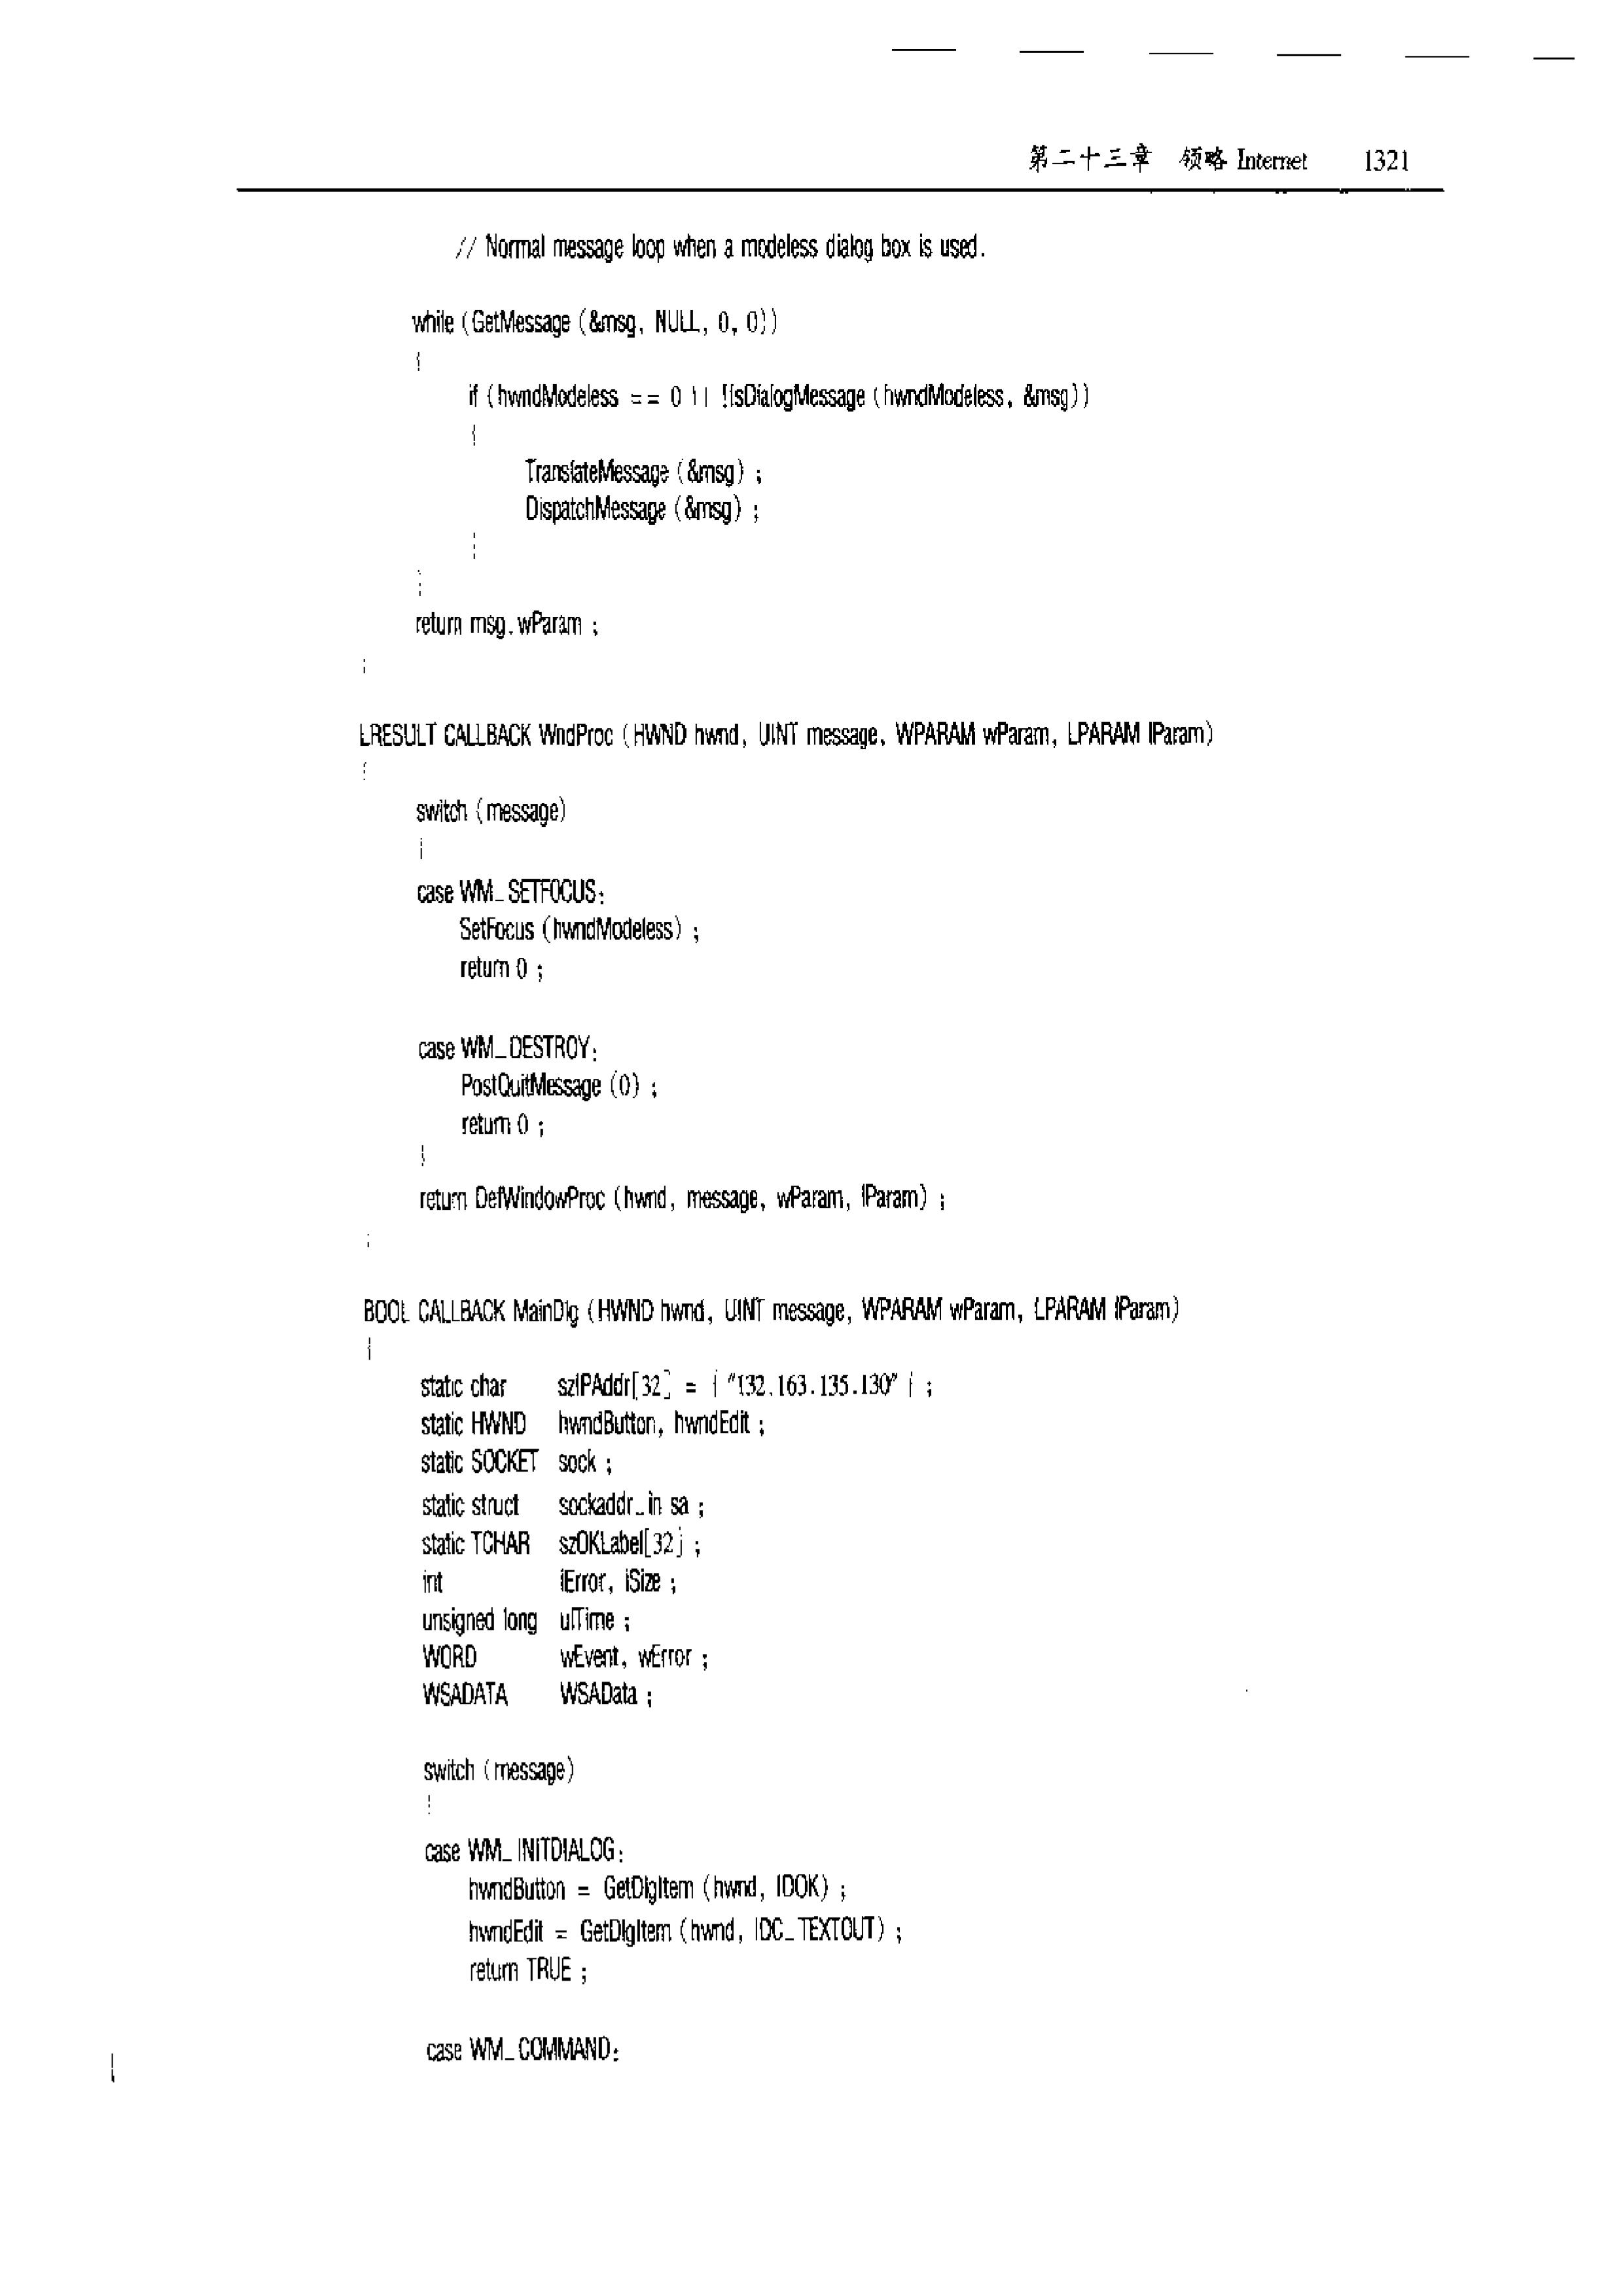 第二十三章 领略 Internet 1321
// Normal message loop when a modeless dialog box is used.
while (GetMessage (&msg, NULL, 0, 0))
{
if (hwndModeless == 0 || !IsDialogMessage (hwndModeless, &msg))
{
TranslateMessage (&msg) ;
DispatchMessage (&msg) ;
}
}
return msg.wParam ;
}
LRESULT CALLBACK WndProc (HWND hwnd, UINT message, WPARAM wParam, LPARAM lParam)
{
switch (message)
{
case WM_SETFOCUS:
SetFocus (hwndModeless) ;
return 0 ;
case WM_DESTROY:
PostQuitMessage (0) ;
return 0 ;
}
return DefWindowProc (hwnd, message, wParam, lParam) ;
}
BOOL CALLBACK MainDlg (HWND hwnd, UINT message, WPARAM wParam, LPARAM lParam)
{
static char szIPAddr[32] = { "132.163.135.130" } ;
static HWND hwndButton, hwndEdit ;
static SOCKET sock ;
static struct sockaddr_in sa ;
static TCHAR szOKLabel[32] ;
int iError, iSize ;
unsigned long ulTime ;
WORD wEvent, wError ;
WSADATA WSAData ;
switch (message)
{
case WM_INITDIALOG:
hwndButton = GetDlgItem (hwnd, IDOK) ;
hwndEdit = GetDlgItem (hwnd, IDC_TEXTOUT) ;
return TRUE ;
case WM_COMMAND: